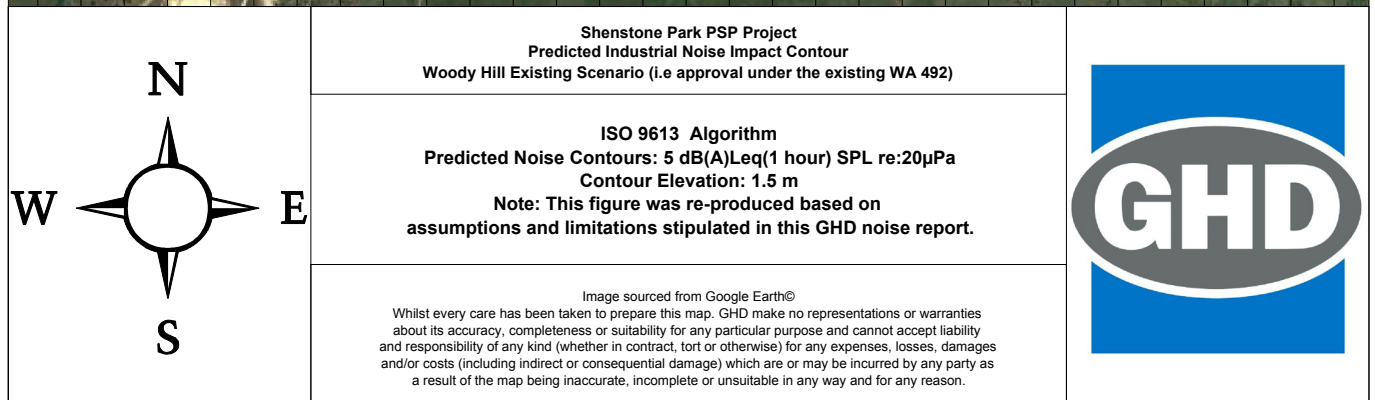 N
W
E
S
Shenstone Park PSP Project
Predicted Industrial Noise Impact Contour
Woody Hill Existing Scenario (i.e approval under the existing WA 492)
ISO 9613 Algorithm
Predicted Noise Contours: 5 dB(A)Leq(1 hour) SPL re:20µPa
Contour Elevation: 1.5 m
Note: This figure was re-produced based on
assumptions and limitations stipulated in this GHD noise report.
Image sourced from Google Earth©
Whilst every care has been taken to prepare this map. GHD make no representations or warranties
about its accuracy, completeness or suitability for any particular purpose and cannot accept liability
and responsibility of any kind (whether in contract, tort or otherwise) for any expenses, losses, damages
and/or costs (including indirect or consequential damage) which are or may be incurred by any party as
a result of the map being inaccurate, incomplete or unsuitable in any way and for any reason.
GHD